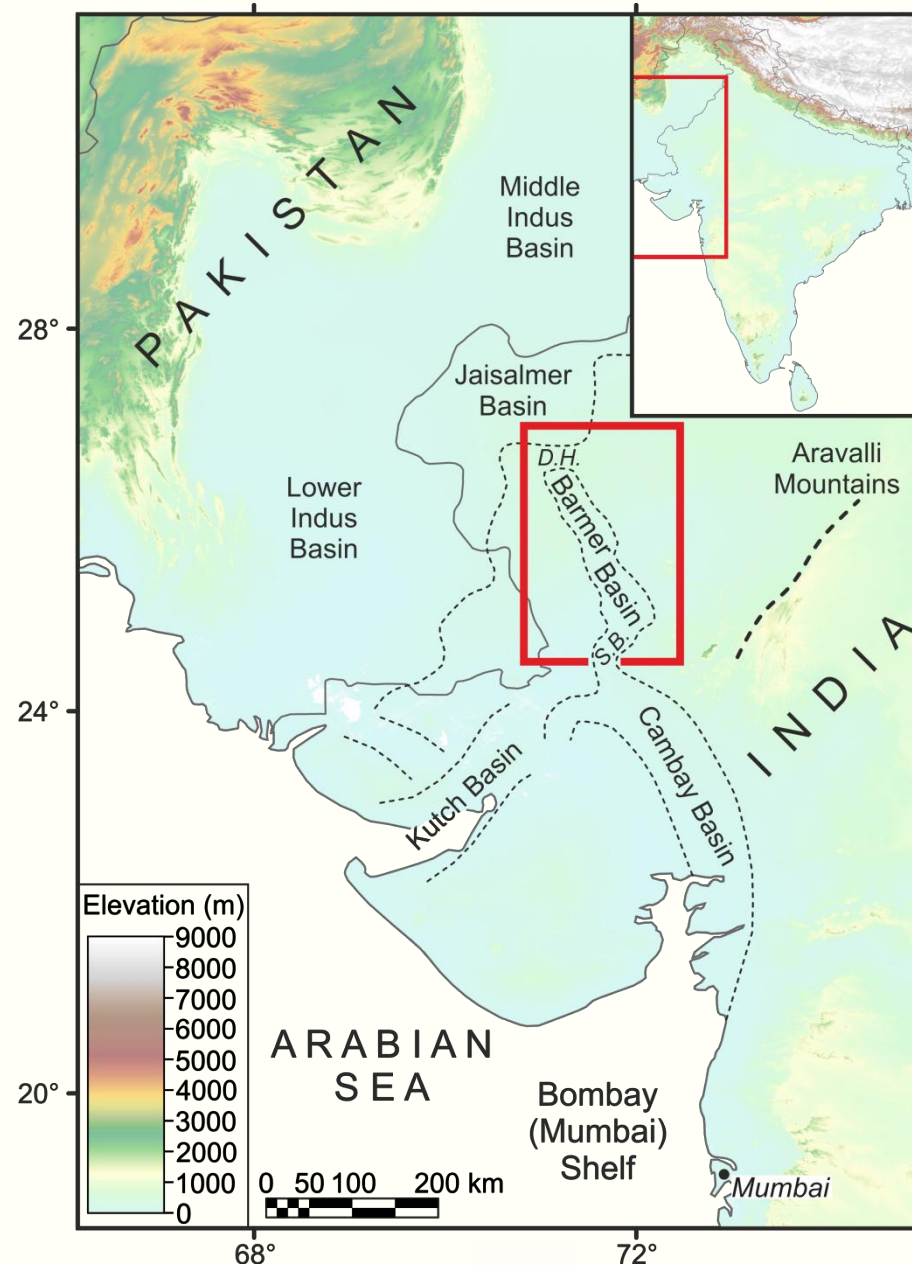 PAKISTAN
Middle
Indus
Basin
28°
Jaisalmer
Basin
D.H.
Aravalli
Mountains
Lower
Indus
Basin
Barmer Basin
S.B.
INDIA
24°
Cambay Basin
Kutch Basin
Elevation (m)
9000
8000
7000
6000
5000
4000
3000
2000
1000
0
ARABIAN
SEA
20°
Bombay
(Mumbai)
Shelf
0 50 100 200 km
Mumbai
68° 72°